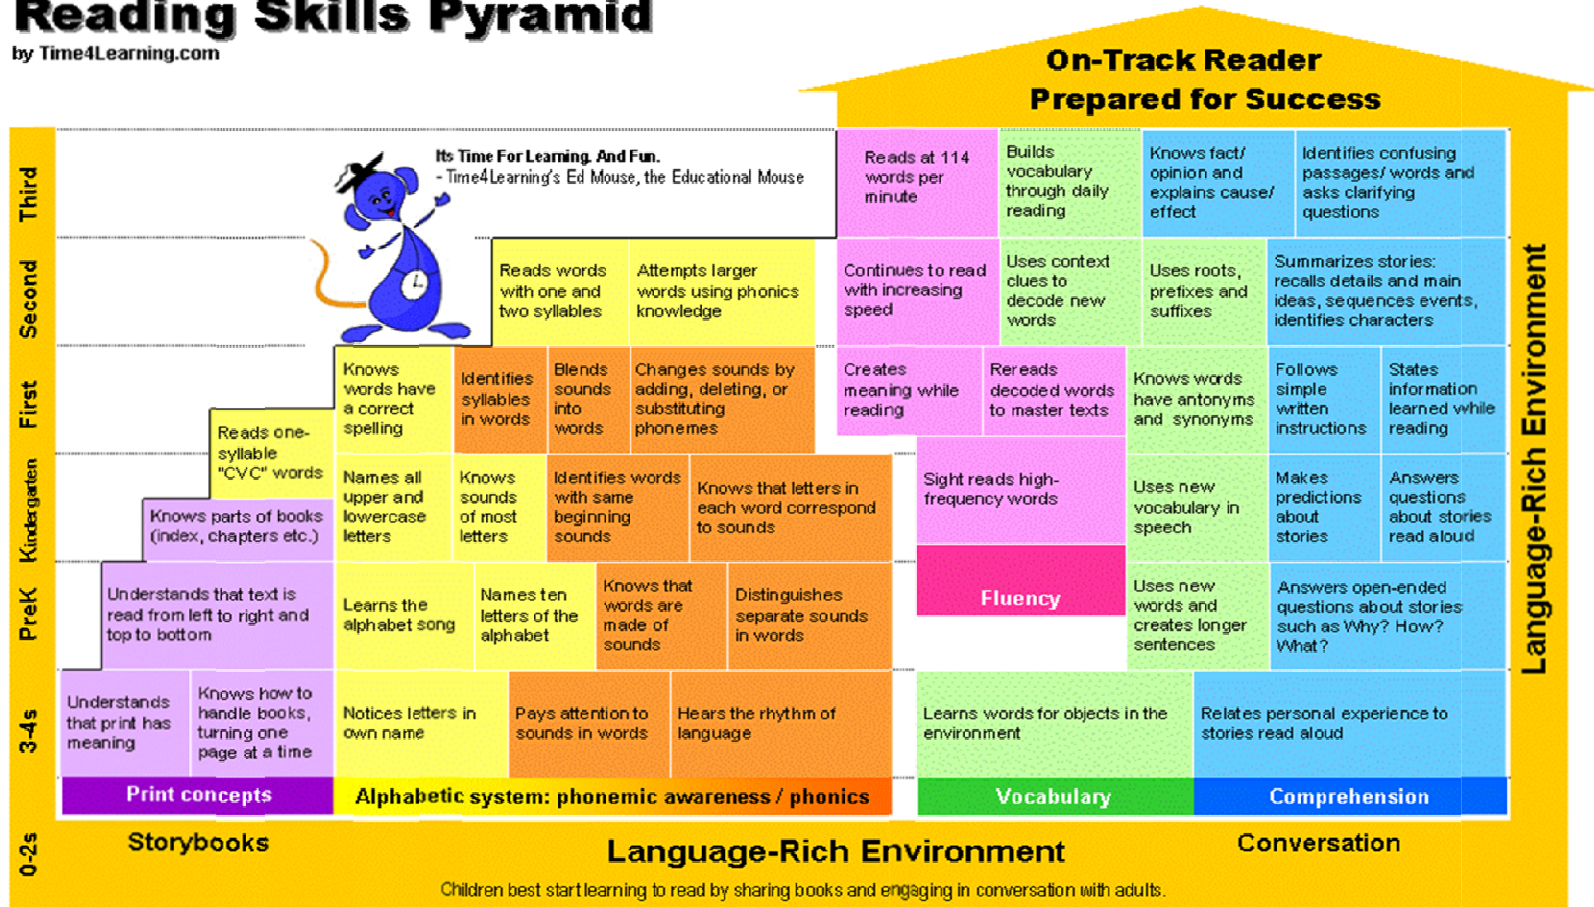 Reading Skills Pyramid
by Time4Learning.com
On-Track Reader
Prepared for Success
Its Time For Learning. And Fun.
- Time4Learning's Ed Mouse, the Educational Mouse
Third
Reads at 114
words per
minute
Builds
vocabulary
through daily
reading
Knows fact/
opinion and
explains cause/
effect
Identifies confusing
passages/ words and
asks clarifying
questions
Second
Reads words
with one and
two syllables
Attempts larger
words using phonics
knowledge
Continues to read
with increasing
speed
Uses context
clues to
decode new
words
Uses roots,
prefixes and
suffixes
Summarizes stories:
recalls details and main
ideas, sequences events,
identifies characters
First
Knows
words have
a correct
spelling
Identifies
syllables
in words
Blends
sounds
into
words
Changes sounds by
adding, deleting, or
substituting
phonemes
Creates
meaning while
reading
Rereads
decoded words
to master texts
Knows words
have antonyms
and synonyms
Follows
simple
written
instructions
States
information
learned while
reading
Reads one-
syllable
"CVC" words
Kindergarten
Knows parts of books
(index, chapters etc.)
Names all
upper and
lowercase
letters
Knows
sounds
of most
letters
Identifies words
with same
beginning
sounds
Knows that letters in
each word correspond
to sounds
Sight reads high-
frequency words
Uses new
vocabulary in
speech
Makes
predictions
about
stories
Answers
questions
about stories
read aloud
PreK
Understands that text is
read from left to right and
top to bottom
Learns the
alphabet song
Names ten
letters of the
alphabet
Knows that
words are
made of
sounds
Distinguishes
separate sounds
in words
Fluency
Uses new
words and
creates longer
sentences
Answers open-ended
questions about stories
such as Why? How?
What?
3-4s
Understands
that print has
meaning
Knows how to
handle books,
turning one
page at a time
Notices letters in
own name
Pays attention to
sounds in words
Hears the rhythm of
language
Learns words for objects in the
environment
Relates personal experience to
stories read aloud
Print concepts
Alphabetic system: phonemic awareness / phonics
Vocabulary
Comprehension
Language-Rich Environment
0-2s
Storybooks
Language-Rich Environment
Conversation
Children best start learning to read by sharing books and engaging in conversation with adults.